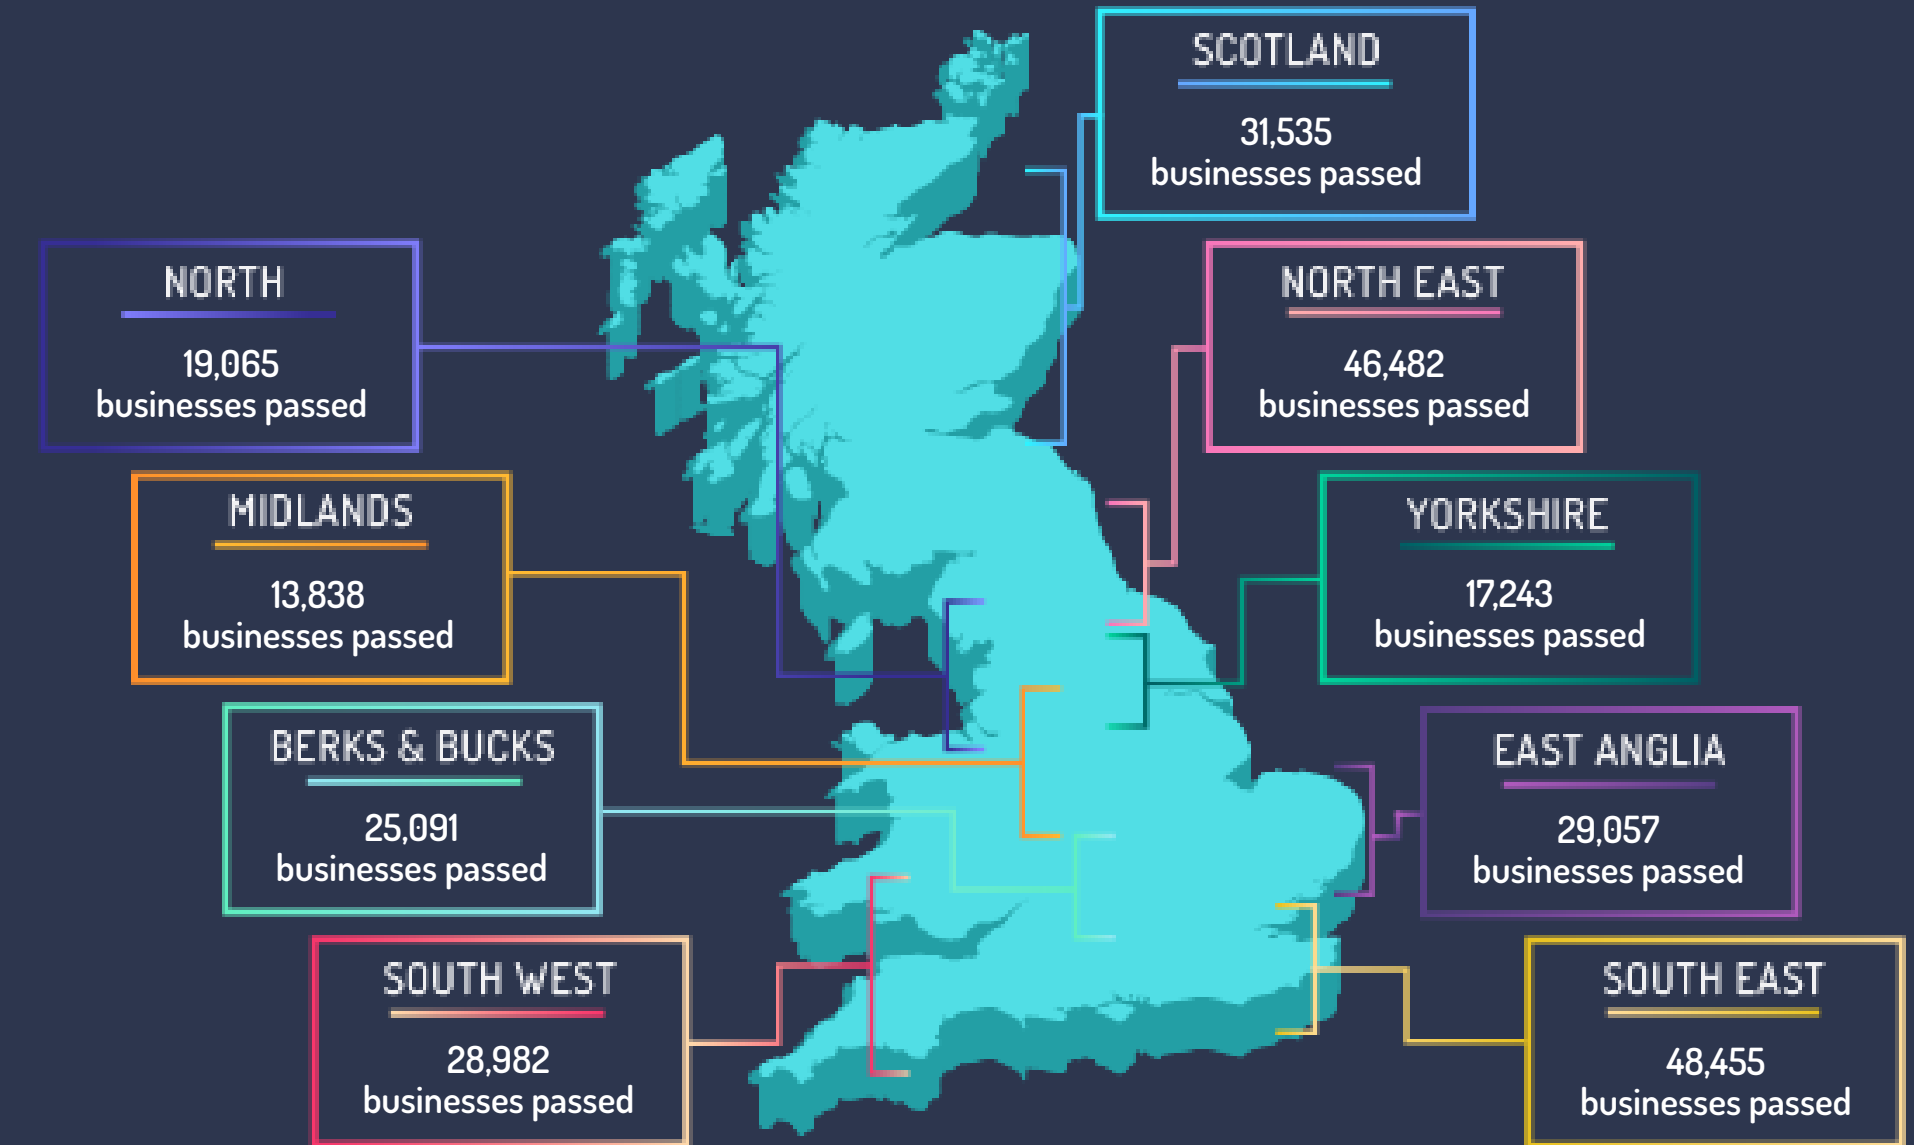 SCOTLAND
31,535
businesses passed
NORTH
19,065
businesses passed
NORTH EAST
46,482
businesses passed
MIDLANDS
13,838
businesses passed
YORKSHIRE
17,243
businesses passed
BERKS & BUCKS
25,091
businesses passed
EAST ANGLIA
29,057
businesses passed
SOUTH WEST
28,982
businesses passed
SOUTH EAST
48,455
businesses passed